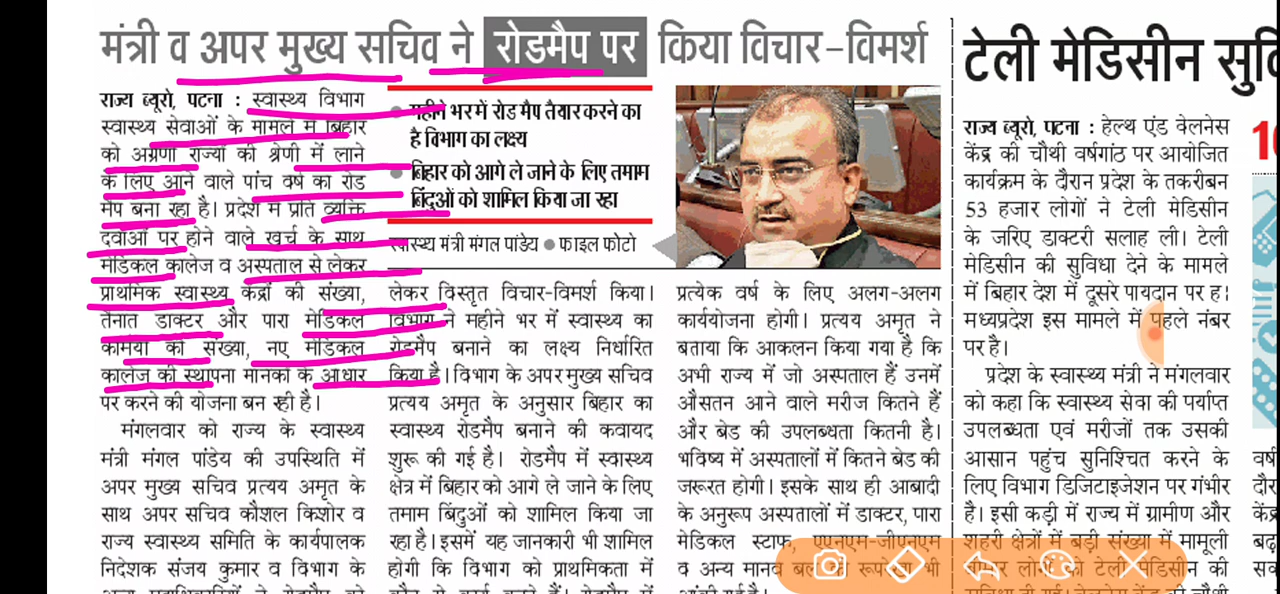 मंत्री व अपर मुख्य सचिव ने रोडमैप पर किया विचार-विमर्श
राज्य ब्यूरो, पटना : स्वास्थ्य विभाग
स्वास्थ्य सेवाओं के मामले में बिहार
को अग्रणी राज्यों की श्रेणी में लाने
के लिए आने वाले पांच वर्ष का रोड
मैप बना रहा है। प्रदेश में प्रति व्यक्ति
दवाओं पर होने वाले खर्च के साथ
मेडिकल कालेज व अस्पताल से लेकर
प्राथमिक स्वास्थ्य केंद्रों की संख्या,
तैनात डाक्टर और पारा मेडिकल
कर्मियों की संख्या, नए मेडिकल
कालेज की स्थापना मानकों के आधार
पर करने की योजना बन रही है।
मंगलवार को राज्य के स्वास्थ्य
मंत्री मंगल पांडेय की उपस्थिति में
अपर मुख्य सचिव प्रत्यय अमृत के
साथ अपर सचिव कौशल किशोर व
राज्य स्वास्थ्य समिति के कार्यपालक
निदेशक संजय कुमार व विभाग के
महीने भर में रोड मैप तैयार करने का
है विभाग का लक्ष्य
बिहार को आगे ले जाने के लिए तमाम
बिंदुओं को शामिल किया जा रहा
स्वास्थ्य मंत्री मंगल पांडेय ● फाइल फोटो
लेकर विस्तृत विचार-विमर्श किया।
विभाग ने महीने भर में स्वास्थ्य का
रोडमैप बनाने का लक्ष्य निर्धारित
किया है। विभाग के अपर मुख्य सचिव
प्रत्यय अमृत के अनुसार बिहार का
स्वास्थ्य रोडमैप बनाने की कवायद
शुरू की गई है। रोडमैप में स्वास्थ्य
क्षेत्र में बिहार को आगे ले जाने के लिए
तमाम बिंदुओं को शामिल किया जा
रहा है। इसमें यह जानकारी भी शामिल
होगी कि विभाग को प्राथमिकता में
प्रत्येक वर्ष के लिए अलग-अलग
कार्ययोजना होगी। प्रत्यय अमृत ने
बताया कि आकलन किया गया है कि
अभी राज्य में जो अस्पताल हैं उनमें
औसतन आने वाले मरीज कितने हैं
और बेड की उपलब्धता कितनी है।
भविष्य में अस्पतालों में कितने बेड की
जरूरत होगी। इसके साथ ही आबादी
के अनुरूप अस्पतालों में डाक्टर, पारा
मेडिकल स्टाफ, एएनएम-जीएनएम
व अन्य मानव बल की रूपरेखा भी
टेली मेडिसीन
राज्य ब्यूरो, पटना : हेल्थ एंड वेलनेस
केंद्र की चौथी वर्षगांठ पर आयोजित
कार्यक्रम के दौरान प्रदेश के तकरीबन
53 हजार लोगों ने टेली मेडिसीन
के जरिए डाक्टरी सलाह ली। टेली
मेडिसीन की सुविधा देने के मामले
में बिहार देश में दूसरे पायदान पर है।
मध्यप्रदेश इस मामले में पहले नंबर
पर है।
प्रदेश के स्वास्थ्य मंत्री ने मंगलवार
को कहा कि स्वास्थ्य सेवा की पर्याप्त
उपलब्धता एवं मरीजों तक उसकी
आसान पहुंच सुनिश्चित करने के
लिए विभाग डिजिटाइजेशन पर गंभीर
है। इसी कड़ी में राज्य में ग्रामीण और
शहरी क्षेत्रों में बड़ी संख्या में मामूली
बीमार लोगों को टेली मेडिसीन की